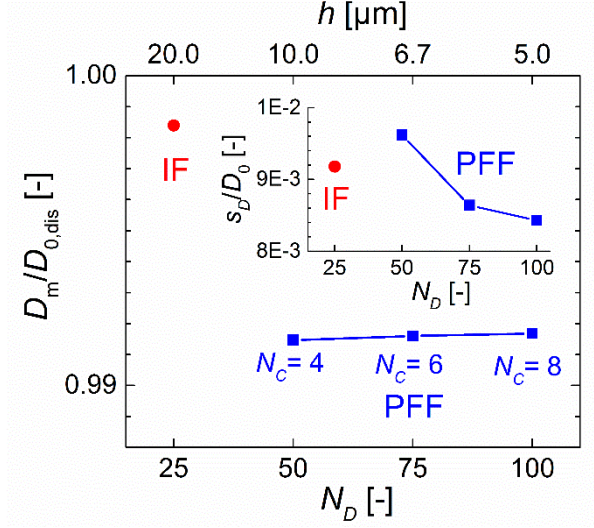 h [μm]
20.0 10.0 6.7 5.0
1.00
0.99
D_m/D_0,dis [-]
IF
1E-2
9E-3
8E-3
s_D/D_0 [-]
IF
PFF
25 50 75 100
N_D [-]
N_C= 4 N_C= 6 N_C= 8
PFF
25 50 75 100
N_D [-]